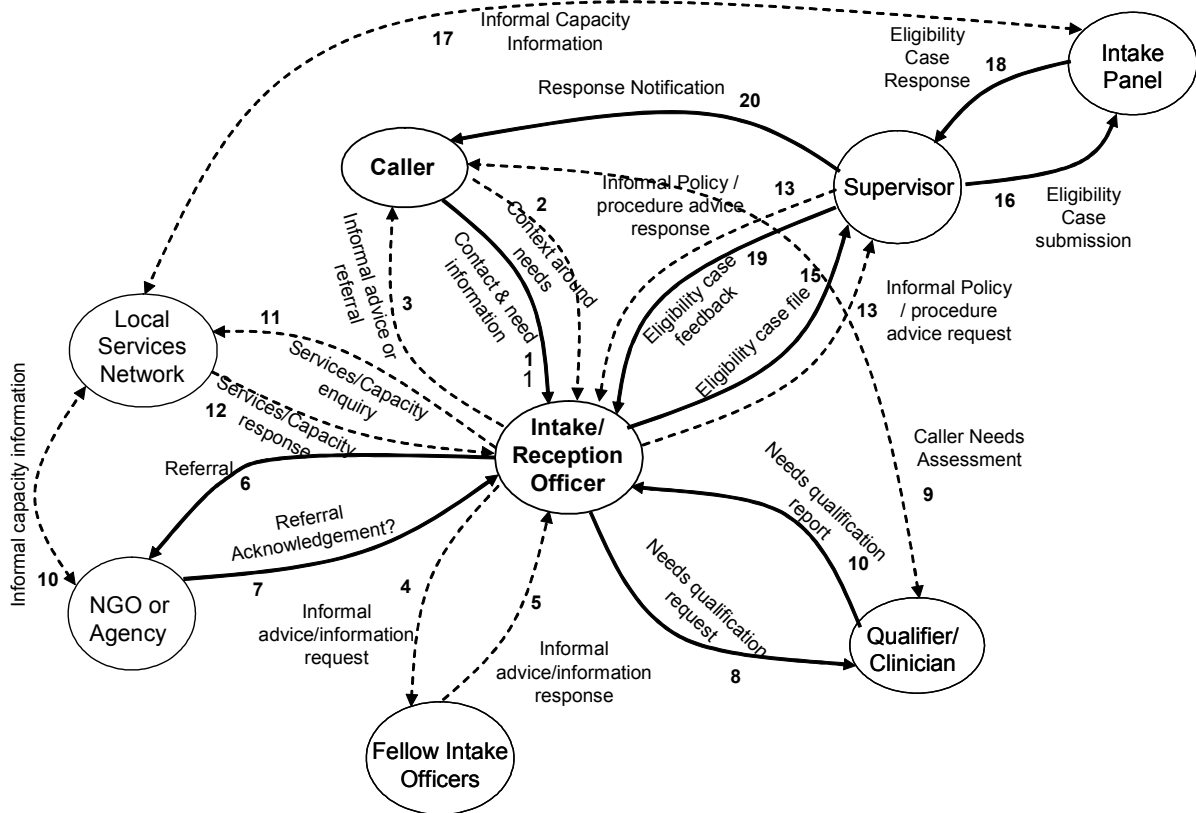 Informal Capacity
Information
17
Eligibility
Case
Response
18
Intake
Panel
Response Notification
20
Caller
Supervisor
16
Eligibility
Case
submission
Informal Policy /
procedure advice
response
13
2
Context around
needs
Contact & need
information
1
1
Informal advice or
referral
3
19
Eligibility case
feedback
15
Eligibility case file
13
Informal Policy
/ procedure
advice request
Local
Services
Network
11
Services/Capacity
enquiry
12
Services/Capacity
response
Intake/
Reception
Officer
Informal capacity information
10
Referral
6
Referral
Acknowledgement?
7
NGO or
Agency
4
Informal
advice/information
request
5
Informal
advice/information
response
Fellow Intake
Officers
Needs qualification
request
8
Needs qualification
report
10
Caller Needs
Assessment
9
Qualifier/
Clinician